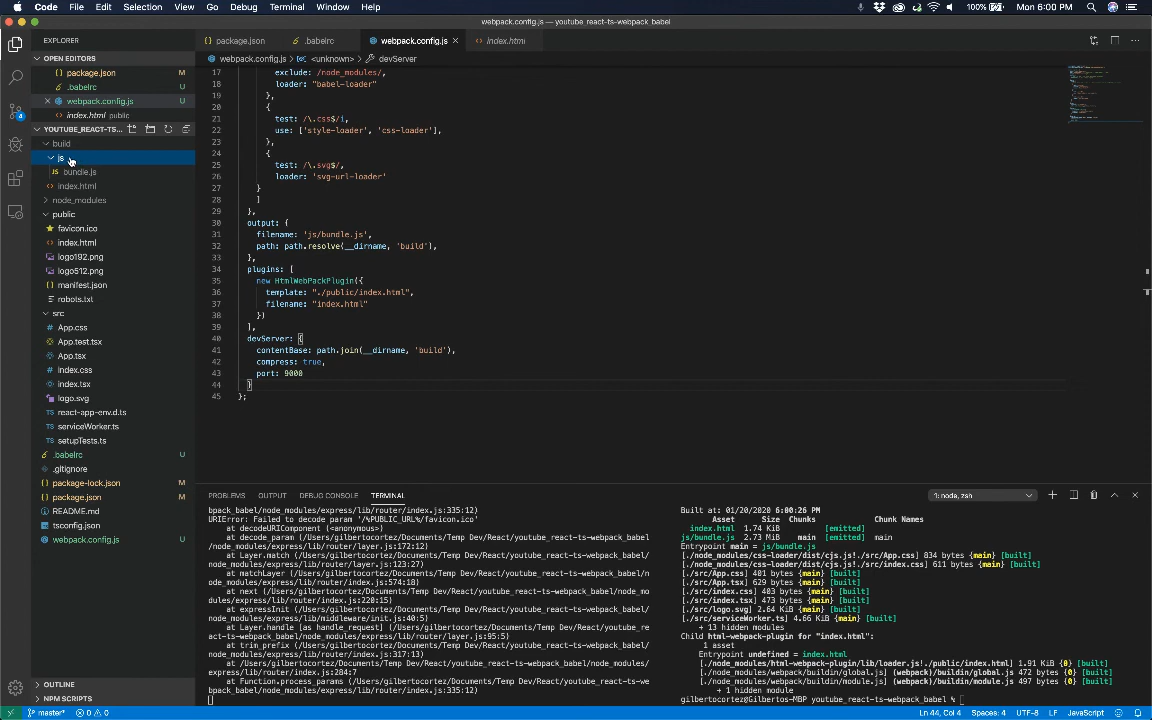 Code File Edit Selection View Go Debug Terminal Window Help 100% Mon 6:00 PM
webpack.config.js — youtube_react-ts-webpack_babel
EXPLORER
package.json
.babelrc
webpack.config.js
index.html
OPEN EDITORS
package.json M
.babelrc U
webpack.config.js U
index.html public
YOUTUBE_REACT-TS...
build
js
JS bundle.js
index.html
node_modules
public
favicon.ico
index.html
logo192.png
logo512.png
manifest.json
robots.txt
src
App.css
App.test.tsx
App.tsx
index.css
index.tsx
logo.svg
TS react-app-env.d.ts
TS serviceWorker.ts
TS setupTests.ts
.babelrc U
.gitignore
package-lock.json M
package.json M
README.md
tsconfig.json
webpack.config.js U
OUTLINE
NPM SCRIPTS
4
webpack.config.js > <unknown> > devServer
17 exclude: /node_modules/,
18 loader: "babel-loader"
19 },
20 {
21 test: /\.css$/i,
22 use: ['style-loader', 'css-loader'],
23 },
24 {
25 test: /\.svg$/,
26 loader: 'svg-url-loader'
27 }
28 ]
29 },
30 output: {
31 filename: 'js/bundle.js',
32 path: path.resolve(__dirname, 'build'),
33 },
34 plugins: [
35 new HtmlWebPackPlugin({
36 template: "./public/index.html",
37 filename: "index.html"
38 })
39 ],
40 devServer: {
41 contentBase: path.join(__dirname, 'build'),
42 compress: true,
43 port: 9000
44 }
45 };
PROBLEMS OUTPUT DEBUG CONSOLE TERMINAL 1: node, zsh
bpack_babel/node_modules/express/lib/router/index.js:335:12)
URIError: Failed to decode param '/%PUBLIC_URL%/favicon.ico'
at decodeURIComponent (<anonymous>)
at decode_param (/Users/gilbertocortez/Documents/Temp Dev/React/youtube_react-ts-webpack_babel
/node_modules/express/lib/router/layer.js:172:12)
at Layer.match (/Users/gilbertocortez/Documents/Temp Dev/React/youtube_react-ts-webpack_babel/
node_modules/express/lib/router/layer.js:123:27)
at matchLayer (/Users/gilbertocortez/Documents/Temp Dev/React/youtube_react-ts-webpack_babel/n
ode_modules/express/lib/router/index.js:574:18)
at next (/Users/gilbertocortez/Documents/Temp Dev/React/youtube_react-ts-webpack_babel/node_mo
dules/express/lib/router/index.js:220:15)
at expressInit (/Users/gilbertocortez/Documents/Temp Dev/React/youtube_react-ts-webpack_babel/
node_modules/express/lib/middleware/init.js:40:5)
at Layer.handle [as handle_request] (/Users/gilbertocortez/Documents/Temp Dev/React/youtube_re
act-ts-webpack_babel/node_modules/express/lib/router/layer.js:95:5)
at trim_prefix (/Users/gilbertocortez/Documents/Temp Dev/React/youtube_react-ts-webpack_babel/
node_modules/express/lib/router/index.js:317:13)
at /Users/gilbertocortez/Documents/Temp Dev/React/youtube_react-ts-webpack_babel/node_modules/
express/lib/router/index.js:284:7
at Function.process_params (/Users/gilbertocortez/Documents/Temp Dev/React/youtube_react-ts-we
bpack_babel/node_modules/express/lib/router/index.js:335:12)
Built at: 01/20/2020 6:00:26 PM
Asset Size Chunks Chunk Names
index.html 1.74 KiB [emitted]
js/bundle.js 2.73 MiB main [emitted] main
Entrypoint main = js/bundle.js
[./node_modules/css-loader/dist/cjs.js!./src/App.css] 834 bytes {main} [built]
[./node_modules/css-loader/dist/cjs.js!./src/index.css] 611 bytes {main} [built]
[./src/App.css] 401 bytes {main} [built]
[./src/App.tsx] 629 bytes {main} [built]
[./src/index.css] 403 bytes {main} [built]
[./src/index.tsx] 473 bytes {main} [built]
[./src/logo.svg] 2.64 KiB {main} [built]
[./src/serviceWorker.ts] 4.66 KiB {main} [built]
+ 13 hidden modules
Child html-webpack-plugin for "index.html":
1 asset
Entrypoint undefined = index.html
[./node_modules/html-webpack-plugin/lib/loader.js!./public/index.html] 1.91 KiB {0} [built]
[./node_modules/webpack/buildin/global.js] (webpack)/buildin/global.js 472 bytes {0} [built]
[./node_modules/webpack/buildin/module.js] (webpack)/buildin/module.js 497 bytes {0} [built]
+ 1 hidden module
gilbertocortez@Gilbertos-MBP youtube_react-ts-webpack_babel %
master* 0 0 Ln 44, Col 4 Spaces: 4 UTF-8 LF JavaScript